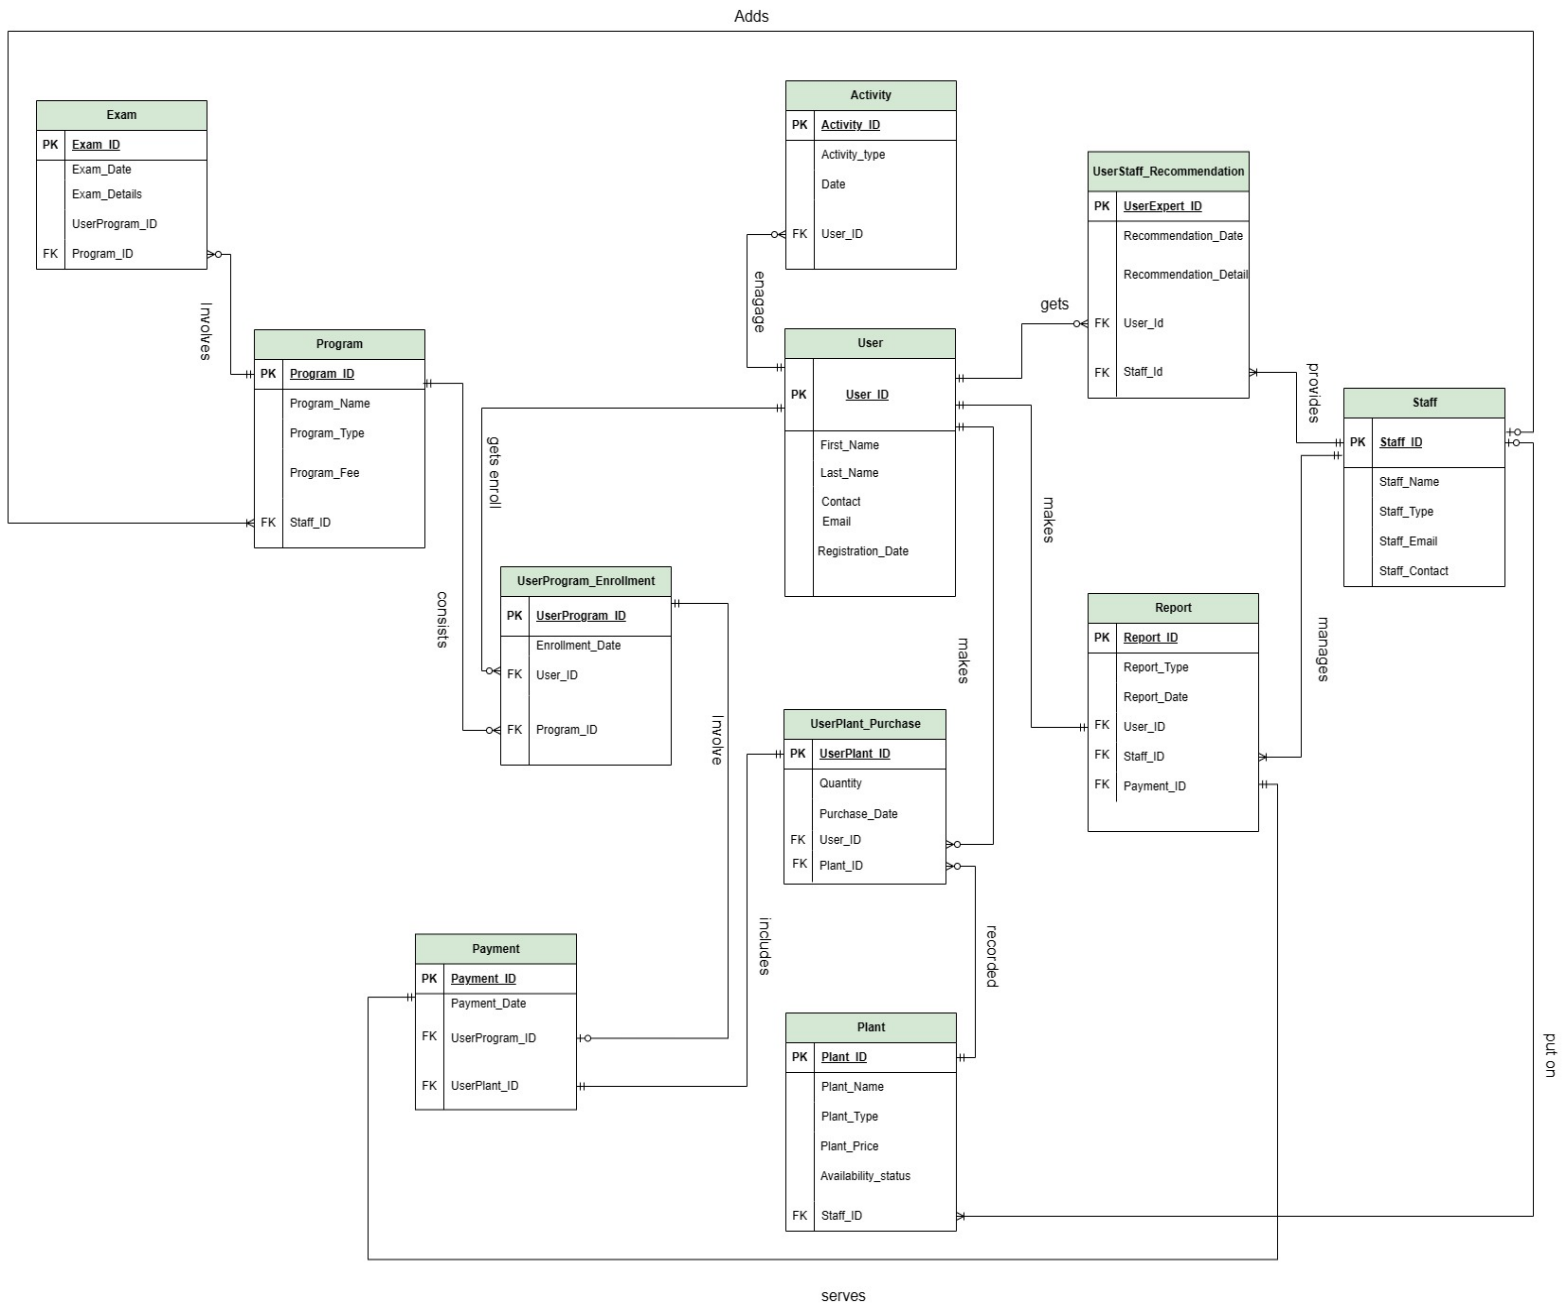 Adds
Exam
PK Exam_ID
Exam_Date
Exam_Details
UserProgram_ID
FK Program_ID
Involves
Activity
PK Activity_ID
Activity_type
Date
FK User_ID
enagage
UserStaff_Recommendation
PK UserExpert_ID
Recommendation_Date
Recommendation_Detail
FK User_Id
FK Staff_Id
gets
provides
Program
PK Program_ID
Program_Name
Program_Type
Program_Fee
FK Staff_ID
User
PK User_ID
First_Name
Last_Name
Contact
Email
Registration_Date
Staff
PK Staff_ID
Staff_Name
Staff_Type
Staff_Email
Staff_Contact
gets enroll
makes
consists
UserProgram_Enrollment
PK UserProgram_ID
Enrollment_Date
FK User_ID
FK Program_ID
Involve
makes
Report
PK Report_ID
Report_Type
Report_Date
FK User_ID
FK Staff_ID
FK Payment_ID
manages
UserPlant_Purchase
PK UserPlant_ID
Quantity
Purchase_Date
FK User_ID
FK Plant_ID
includes
recorded
Payment
PK Payment_ID
Payment_Date
FK UserProgram_ID
FK UserPlant_ID
Plant
PK Plant_ID
Plant_Name
Plant_Type
Plant_Price
Availability_status
FK Staff_ID
put on
serves